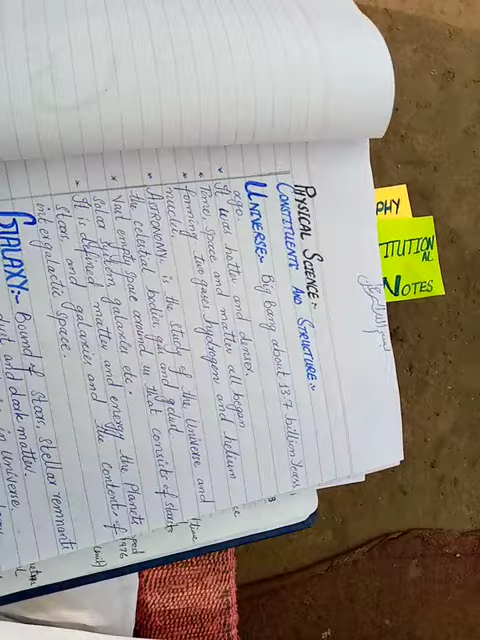 PHYSICAL SCIENCE:-
CONSTITUENTS AND STRUCTURE:-
UNIVERSE:- Big bang about 13.7 billion years
ago.
* It was hotter and denser
* Time, space and matter all began
forming two gases hydrogen and helium
nuclei
* ASTRONOMY:- is the study of the Universe and
the celestial bodies, gas and
* Vast empty space around us that consists of stars
solar system, galaxies etc.
* It is defined matter and energy, the Planets
stars, and galaxies and the contents of
intergalactic space.
GALAXY:- Bound of stars, stellar remnants
dust and dark matter
in Universe
PHY
TITUTION
AL
NOTES
1976